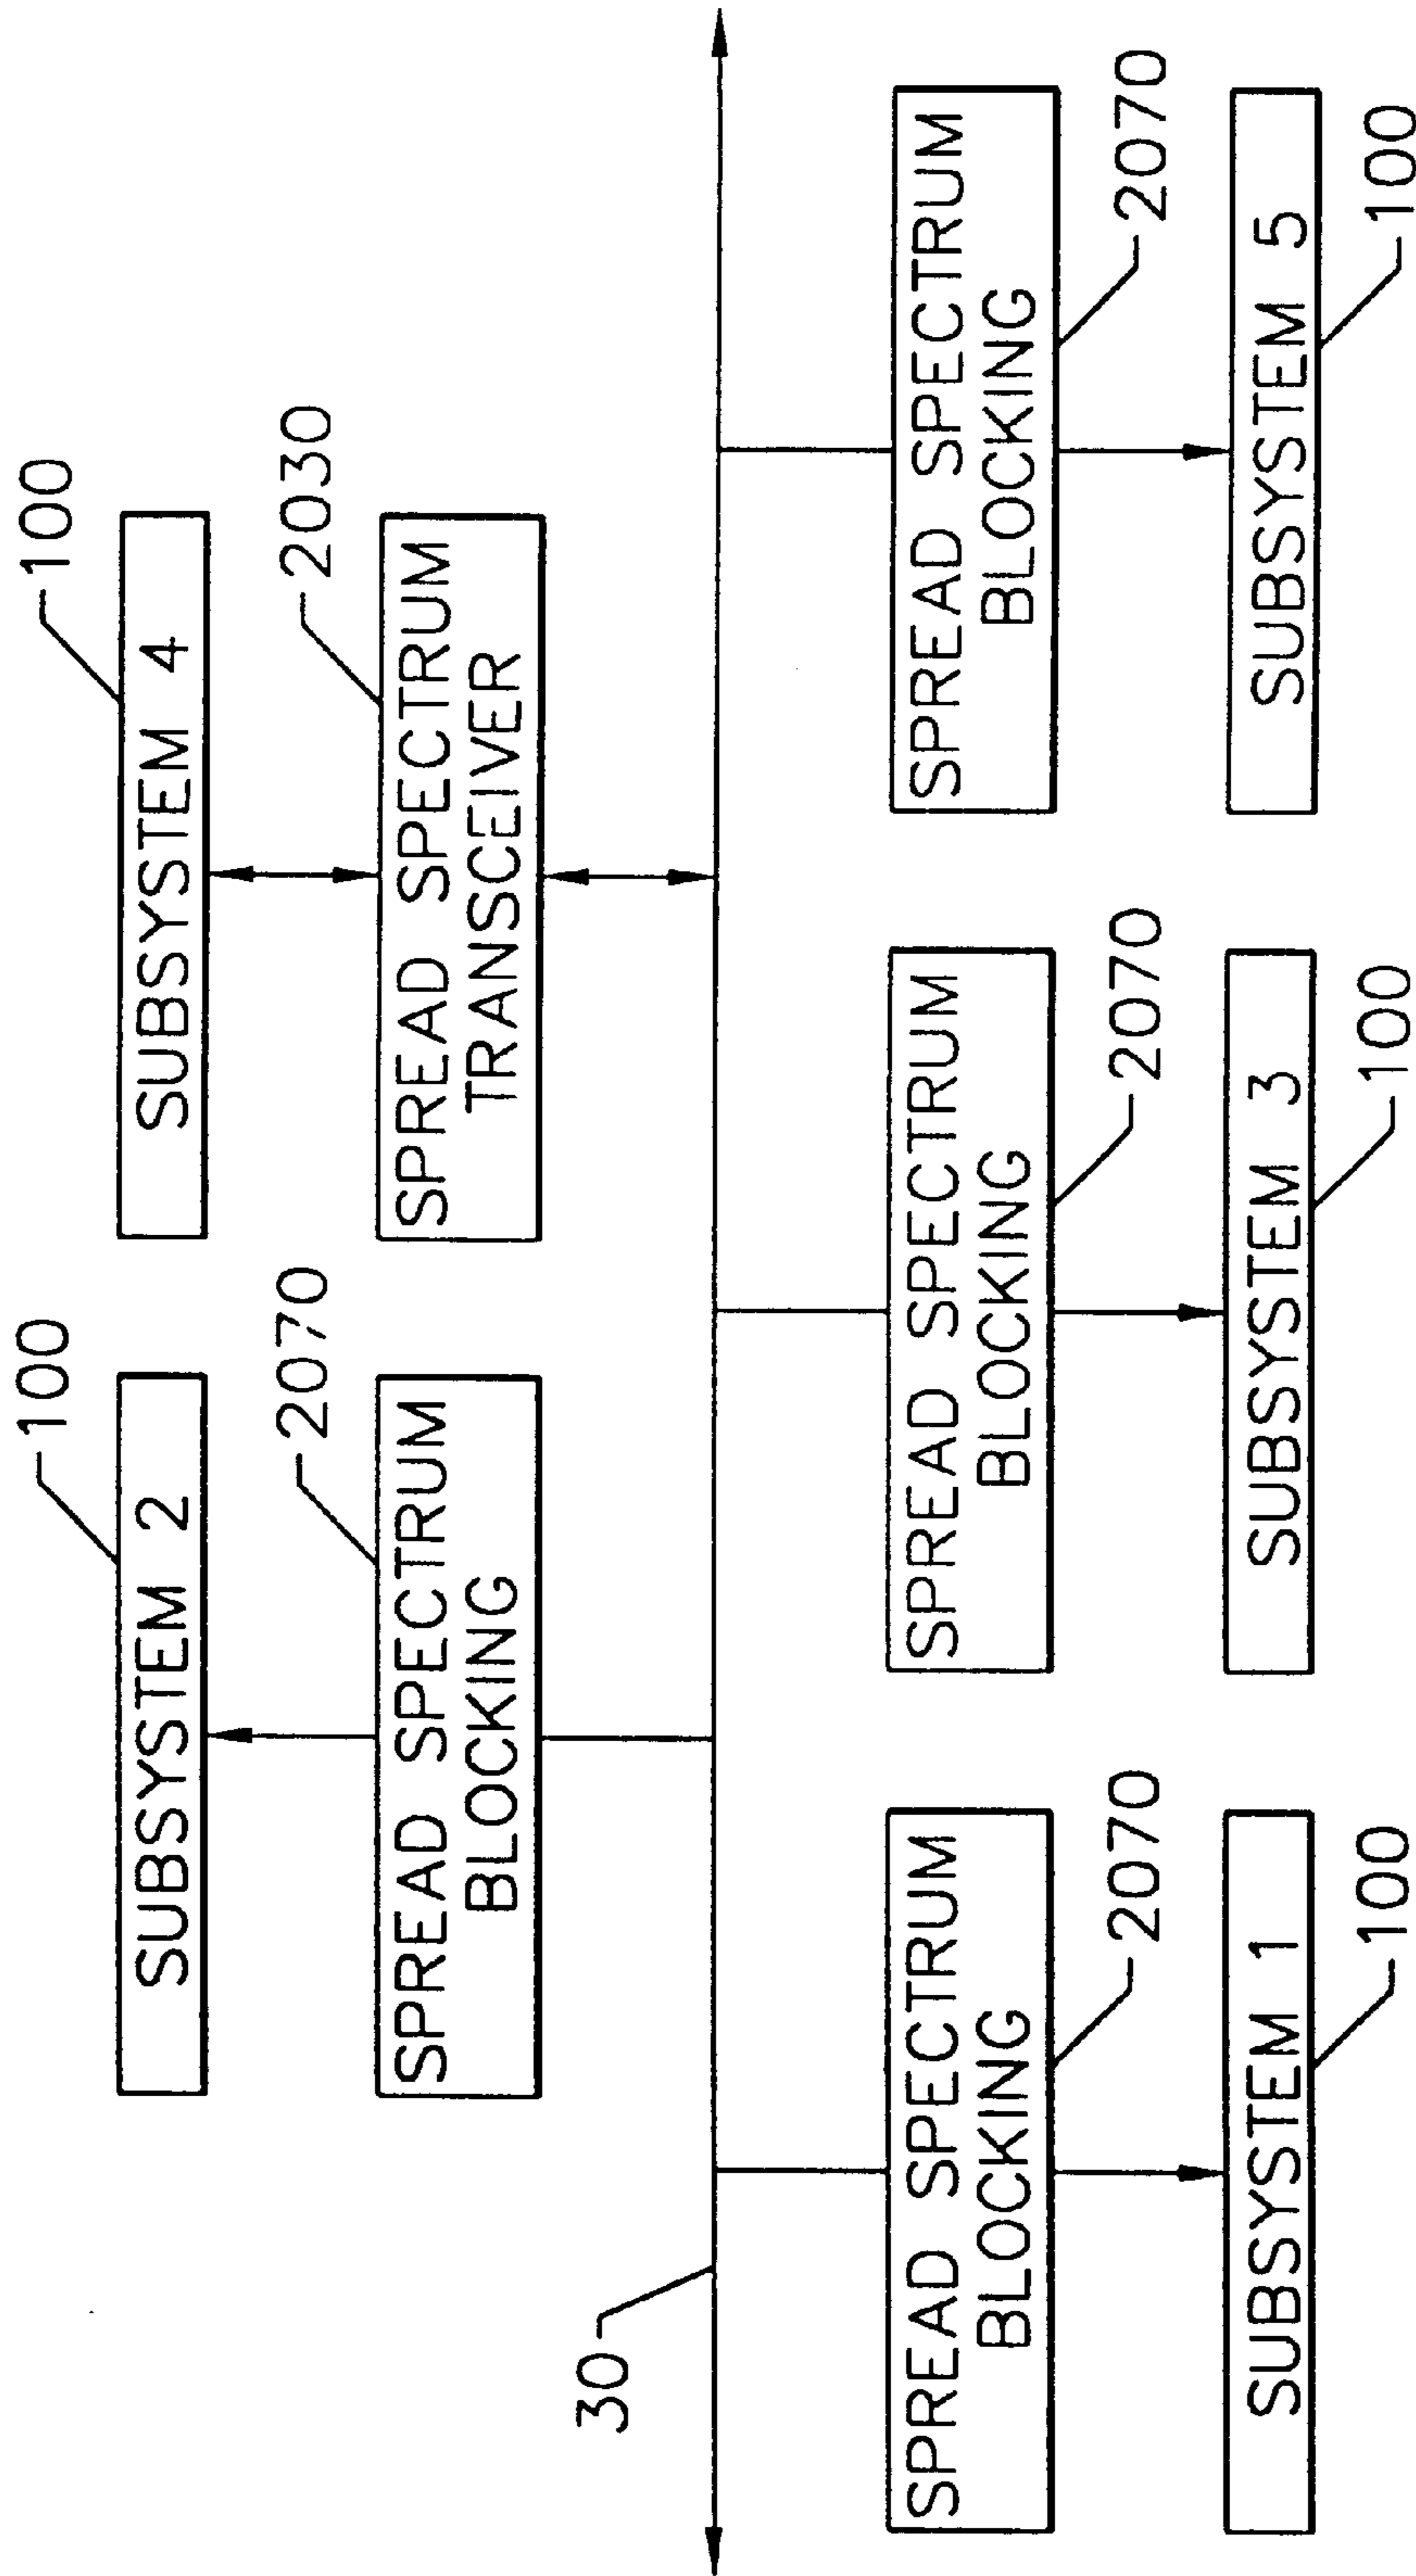 100
SUBSYSTEM 2
2070
SPREAD SPECTRUM
BLOCKING
100
SUBSYSTEM 4
2030
SPREAD SPECTRUM
TRANSCEIVER
30
SPREAD SPECTRUM
BLOCKING
2070
SUBSYSTEM 1
100
SPREAD SPECTRUM
BLOCKING
2070
SUBSYSTEM 3
100
SPREAD SPECTRUM
BLOCKING
2070
SUBSYSTEM 5
100